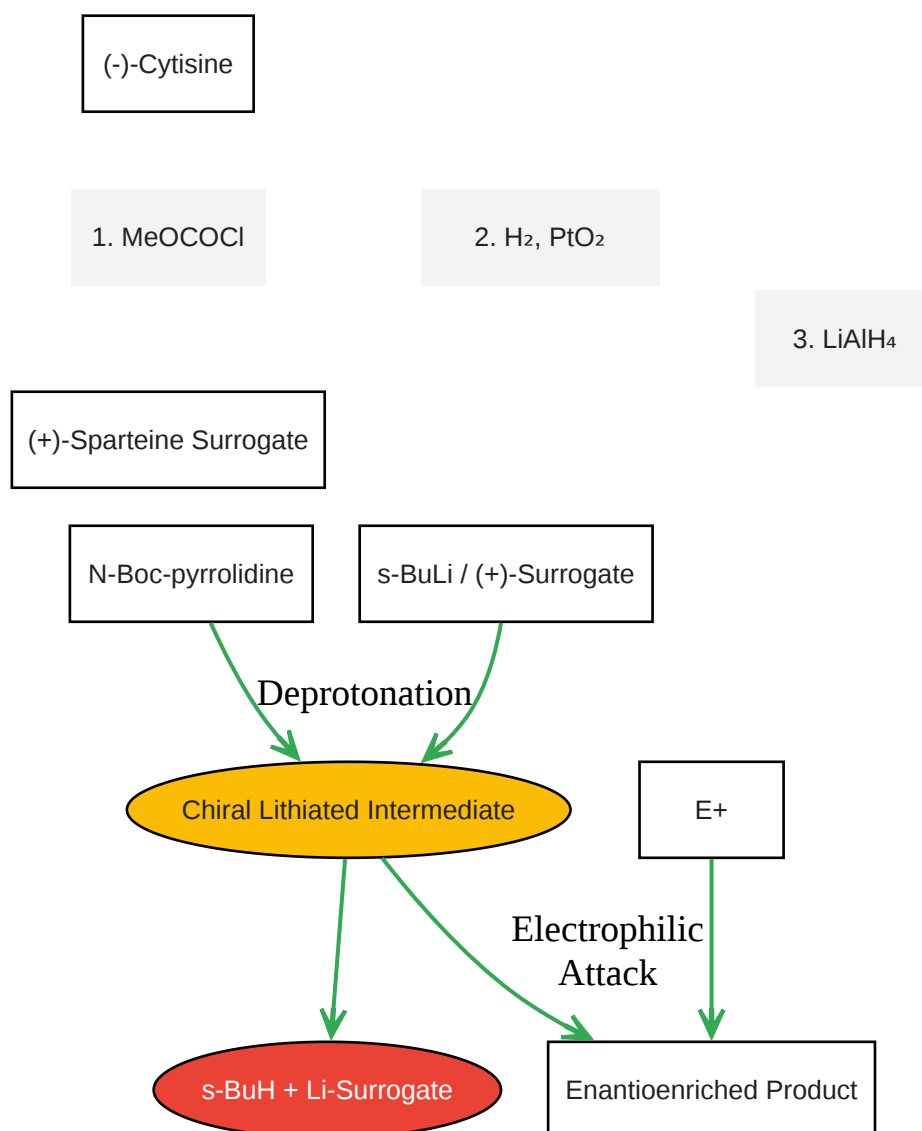 (-)-Cytisine
1. MeOCOCl
2. H₂, PtO₂
3. LiAlH₄
(+)-Sparteine Surrogate
N-Boc-pyrrolidine
s-BuLi / (+)-Surrogate
Deprotonation
Chiral Lithiated Intermediate
E+
Electrophilic
Attack
s-BuH + Li-Surrogate
Enantioenriched Product